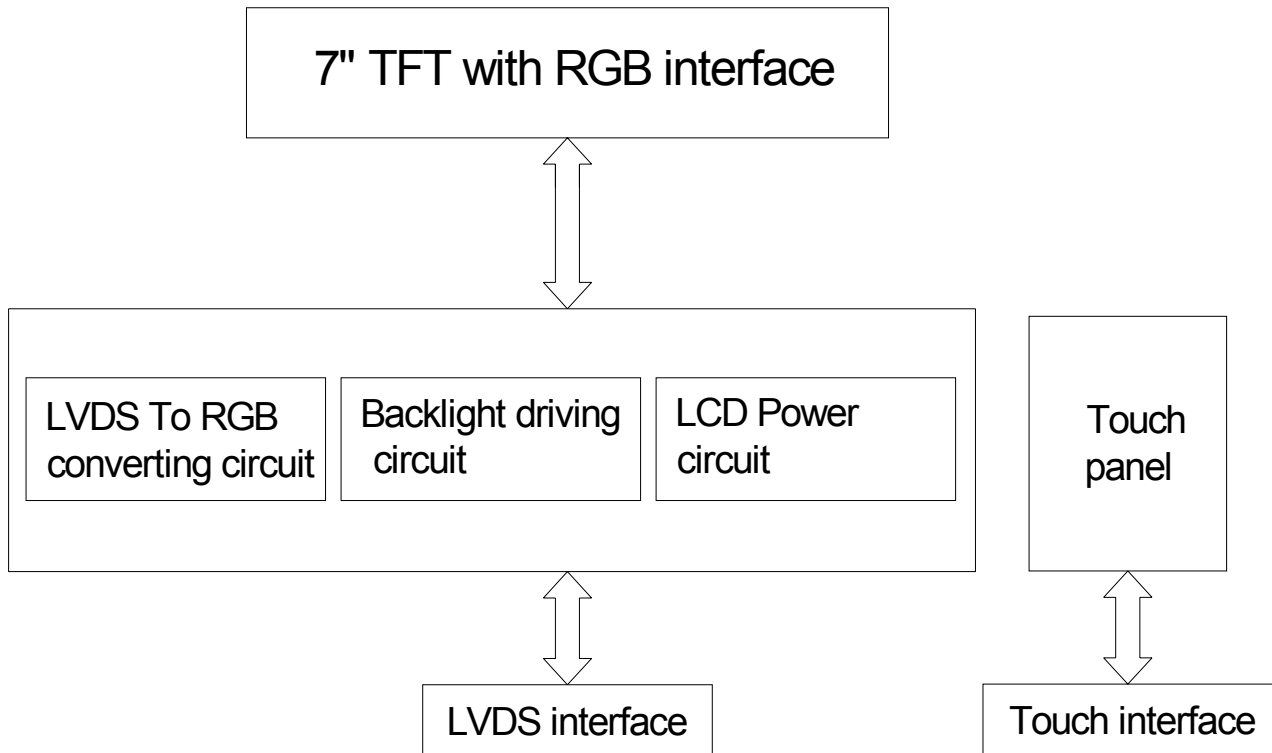 7" TFT with RGB interface
LVDS To RGB
converting circuit
Backlight driving
circuit
LCD Power
circuit
Touch
panel
LVDS interface
Touch interface